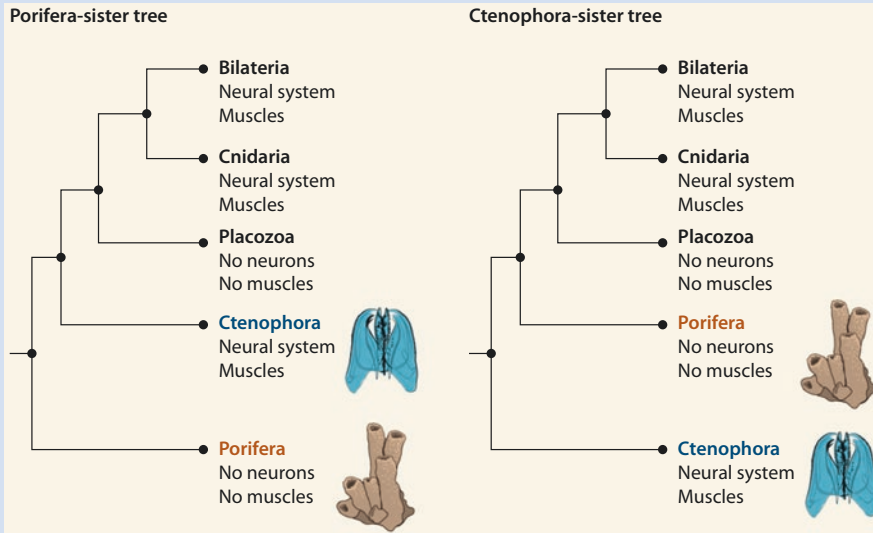 Porifera-sister tree
Bilateria
Neural system
Muscles
Cnidaria
Neural system
Muscles
Placozoa
No neurons
No muscles
Ctenophora
Neural system
Muscles
Porifera
No neurons
No muscles
Ctenophora-sister tree
Bilateria
Neural system
Muscles
Cnidaria
Neural system
Muscles
Placozoa
No neurons
No muscles
Porifera
No neurons
No muscles
Ctenophora
Neural system
Muscles